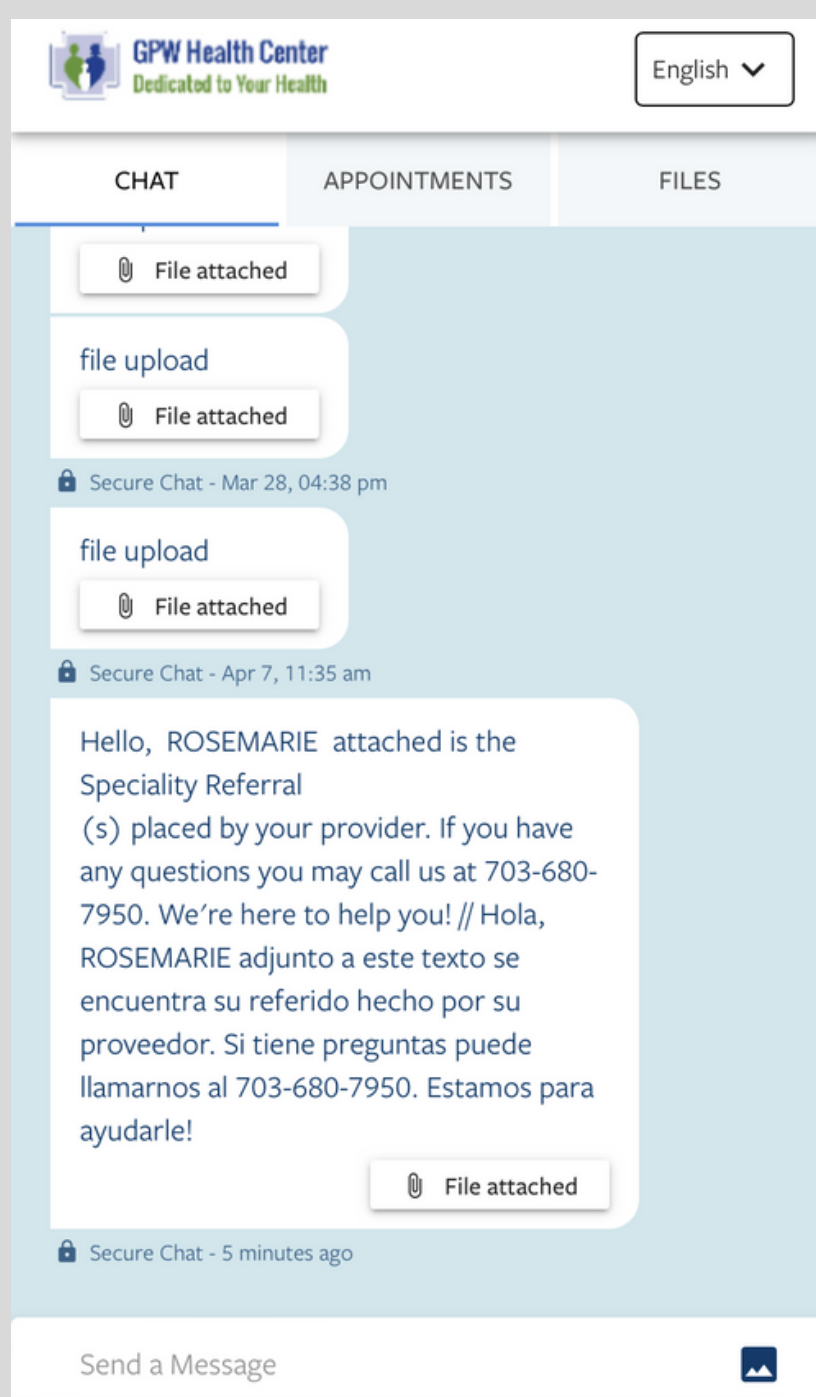 GPW Health Center
Dedicated to Your Health
English
CHAT
APPOINTMENTS
FILES
File attached
file upload
File attached
Secure Chat - Mar 28, 04:38 pm
file upload
File attached
Secure Chat - Apr 7, 11:35 am
Hello,  ROSEMARIE  attached is the
Speciality Referral
(s) placed by your provider. If you have
any questions you may call us at 703-680-
7950. We're here to help you! // Hola,
ROSEMARIE adjunto a este texto se
encuentra su referido hecho por su
proveedor. Si tiene preguntas puede
llamarnos al 703-680-7950. Estamos para
ayudarle!
File attached
Secure Chat - 5 minutes ago
Send a Message